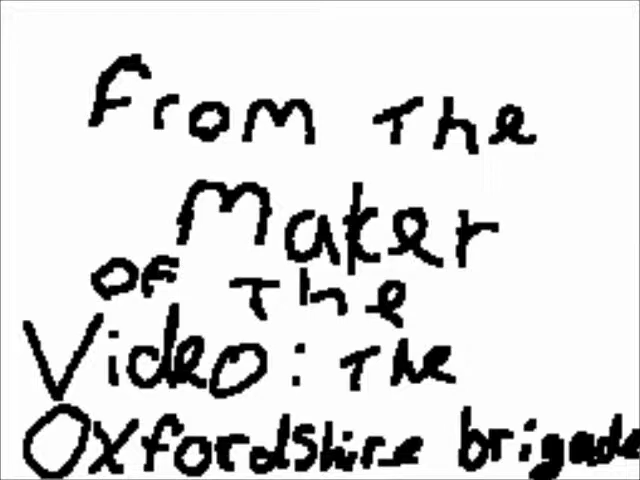 From The
Maker
of The
Video: The
Oxfordshire brigade